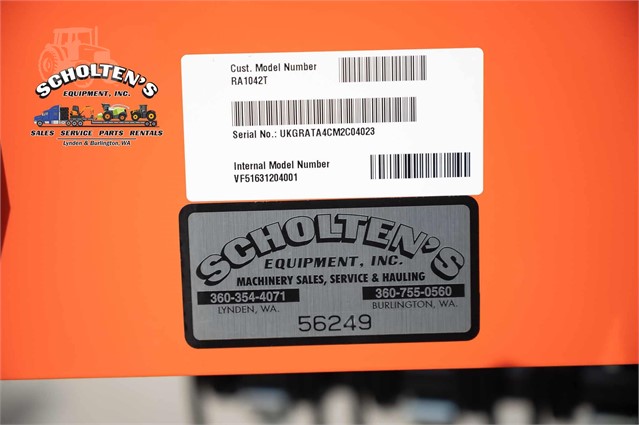 SCHOLTEN'S
EQUIPMENT, INC.
SALES SERVICE PARTS RENTALS
Lynden & Burlington, WA
Cust. Model Number
RA1042T
Serial No.: UKGRATA4CM2C04023
Internal Model Number
VF51631204001
SCHOLTEN'S
EQUIPMENT, INC.
MACHINERY SALES, SERVICE & HAULING
360-354-4071
LYNDEN, WA.
360-755-0560
BURLINGTON, WA.
56249